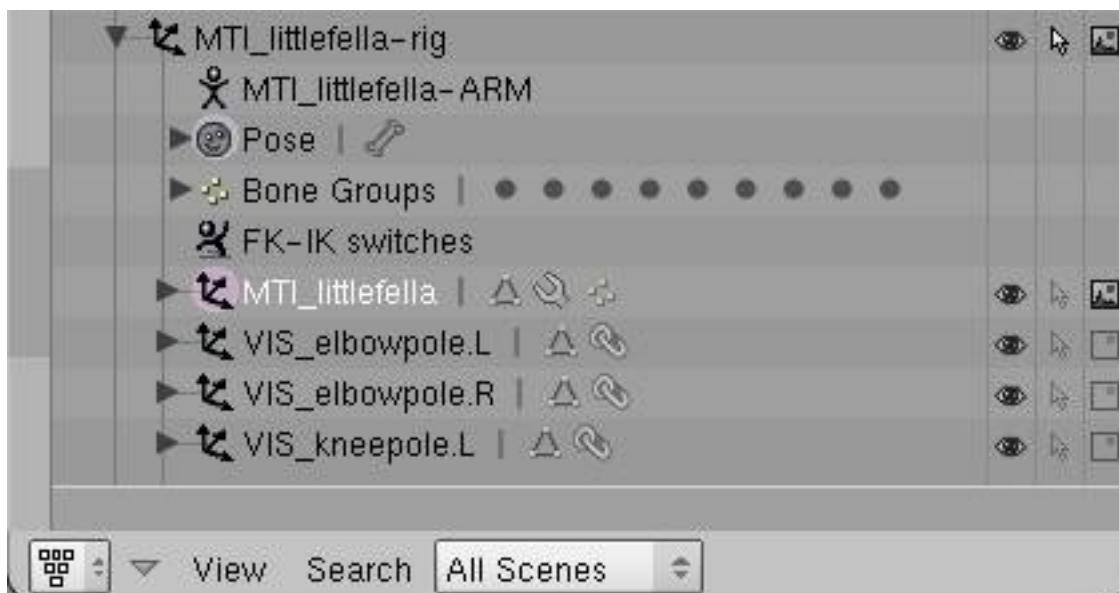 MTI_littlefella-rig
MTI_littlefella-ARM
Pose
Bone Groups
FK-IK switches
MTI_littlefella
VIS_elbowpole.L
VIS_elbowpole.R
VIS_kneepole.L
View Search All Scenes